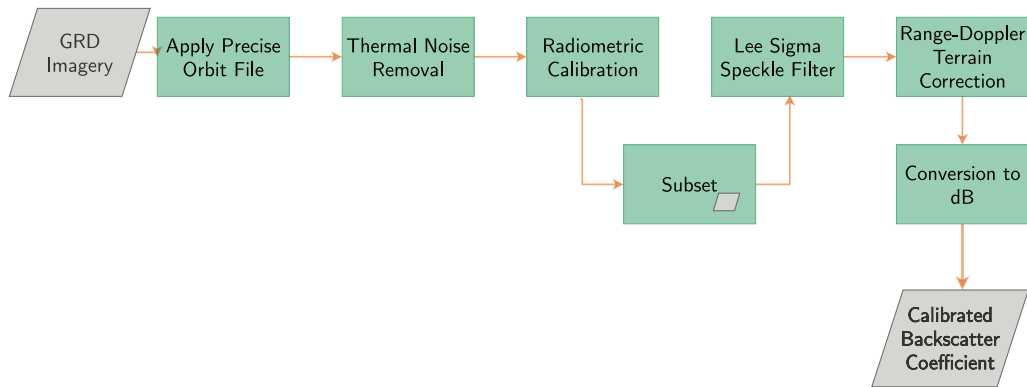 GRD
Imagery
Apply Precise
Orbit File
Thermal Noise
Removal
Radiometric
Calibration
Subset
Lee Sigma
Speckle Filter
Range-Doppler
Terrain
Correction
Conversion to
dB
Calibrated
Backscatter
Coefficient